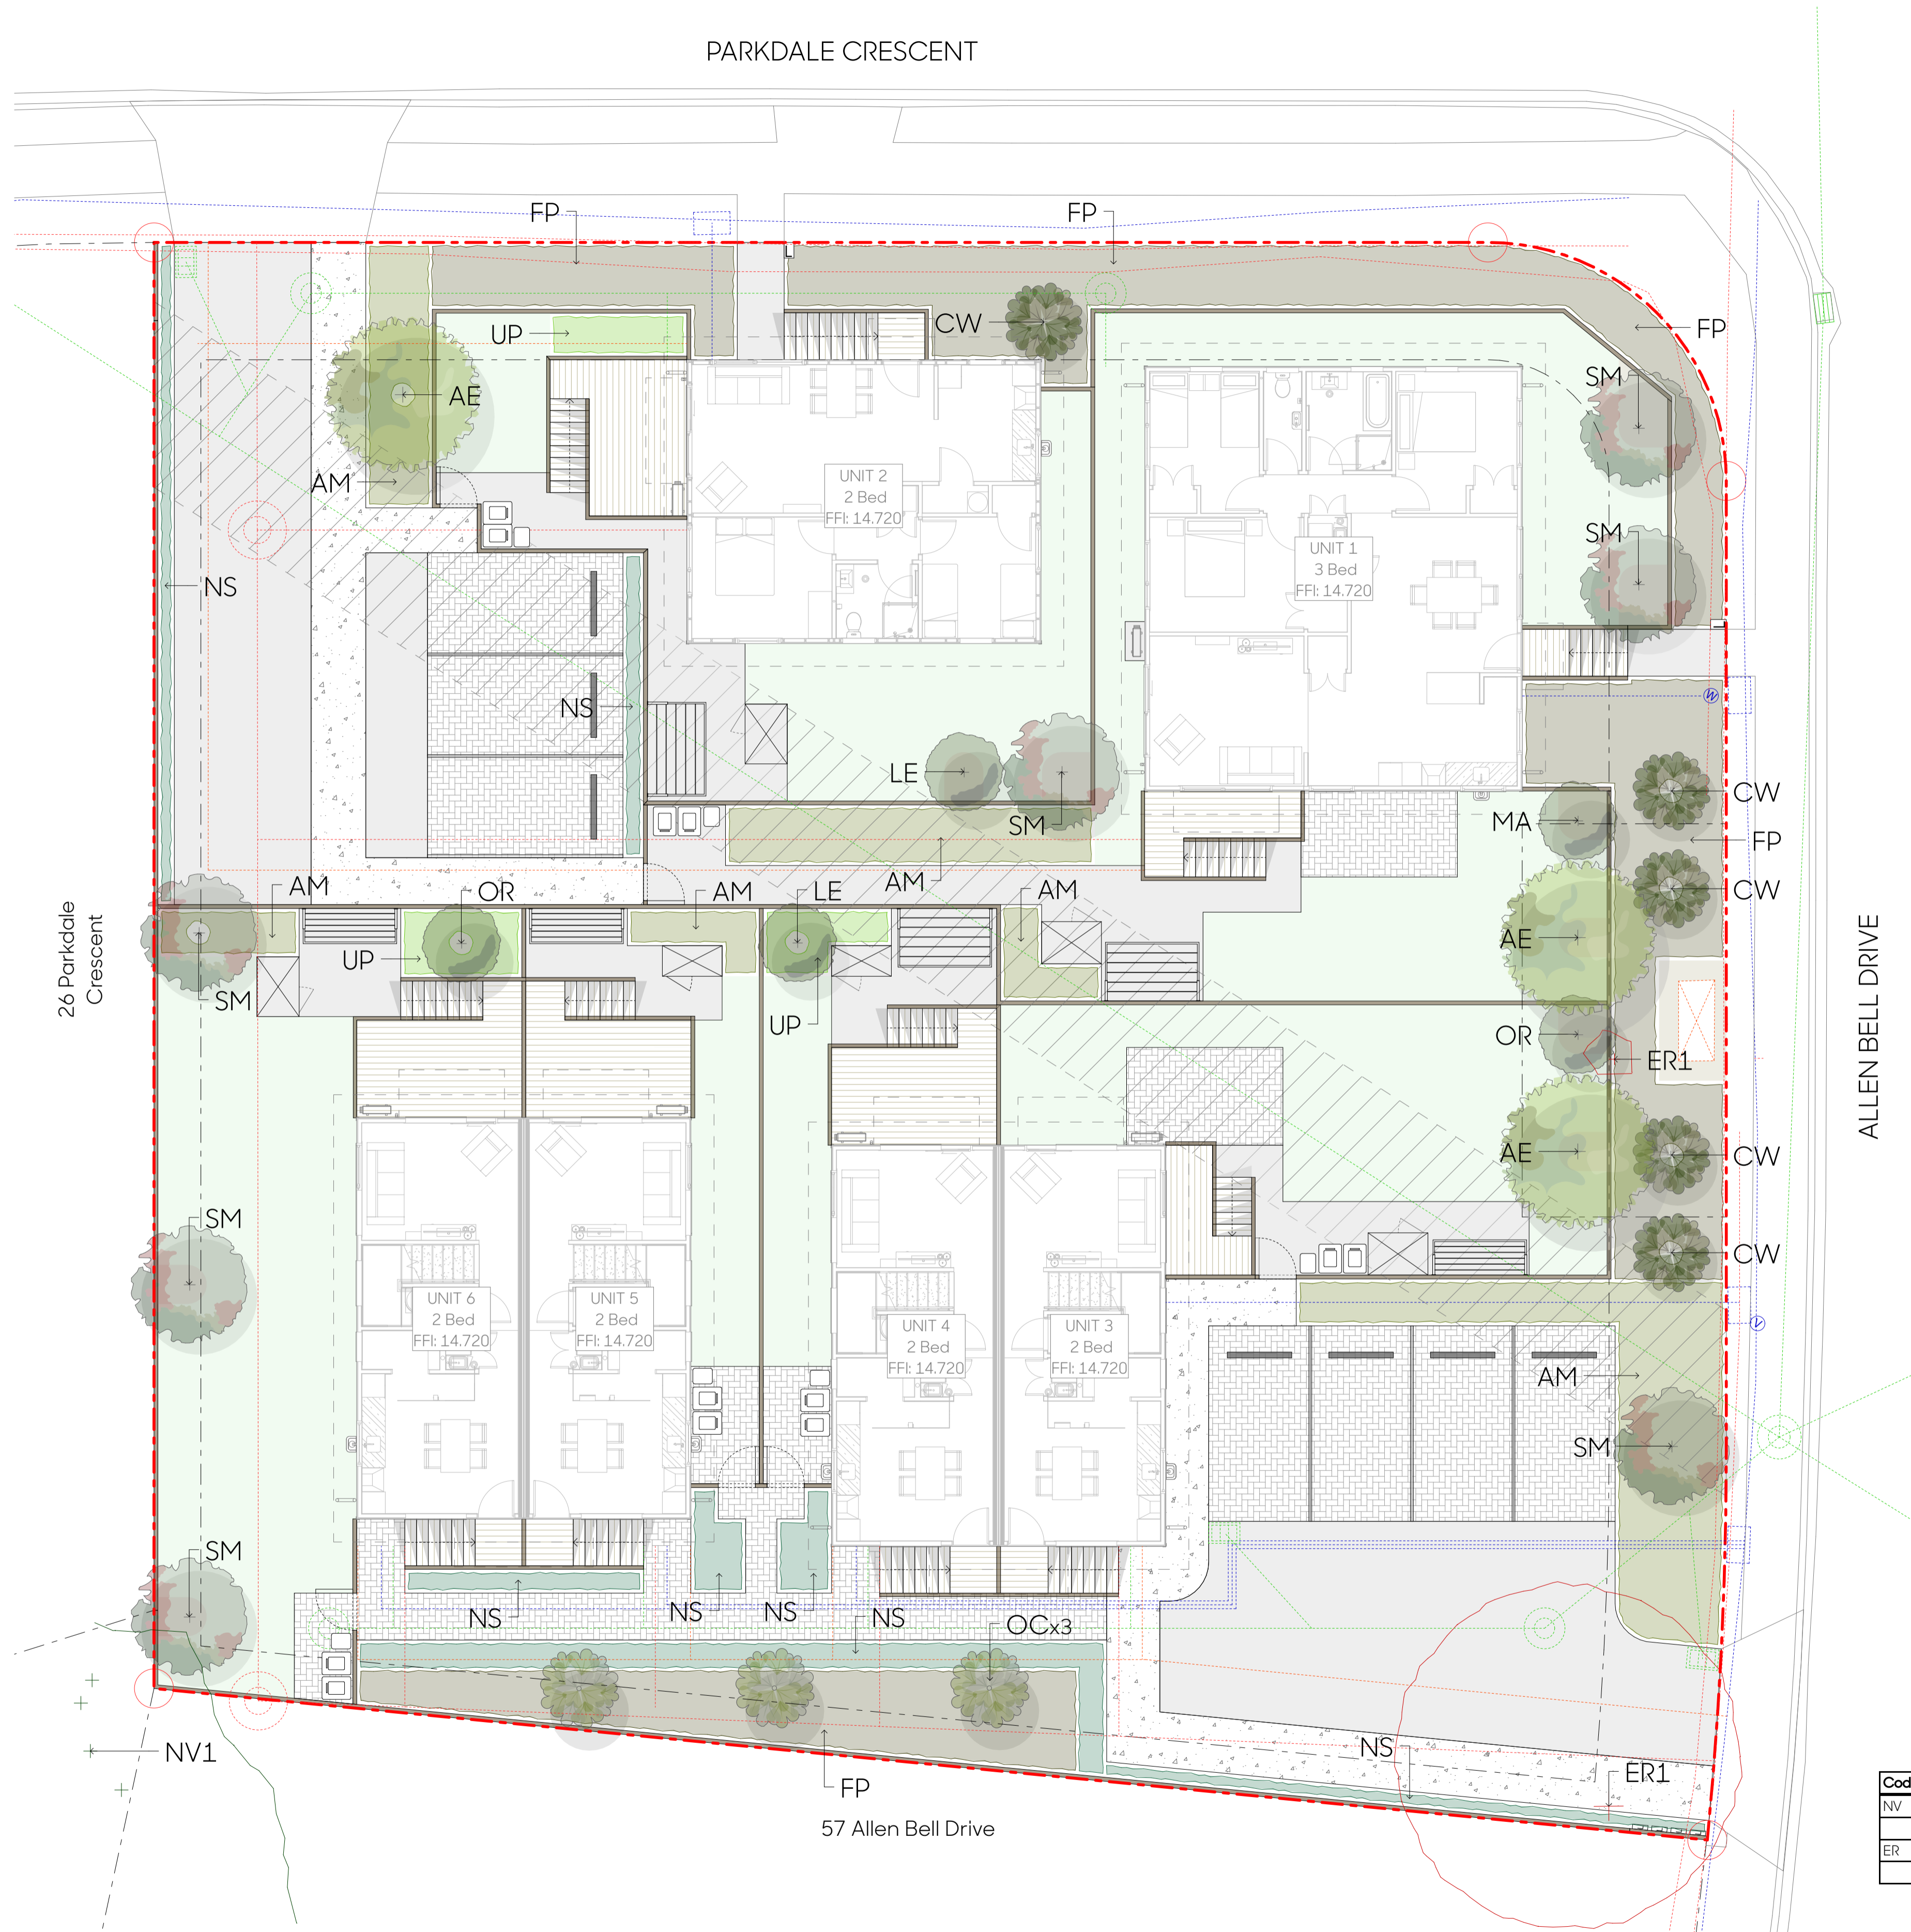 PARKDALE CRESCENT
FP
FP
UP
CW
FP
AE
SM
AM
UNIT 2
2 Bed
FFI: 14.720
SM
UNIT 1
3 Bed
FFI: 14.720
NS
NS
LE
SM
MA
CW
FP
AM
OR
AM
LE
AM
AM
CW
26 Parkdale
Crescent
UP
SM
UP
AE
OR
ER1
ALLEN BELL DRIVE
AE
CW
SM
CW
UNIT 6
2 Bed
FFI: 14.720
UNIT 5
2 Bed
FFI: 14.720
UNIT 4
2 Bed
FFI: 14.720
UNIT 3
2 Bed
FFI: 14.720
AM
SM
SM
NS
NS
NS
NS
OCx3
NV1
FP
NS
ER1
57 Allen Bell Drive
Cod
NV
ER